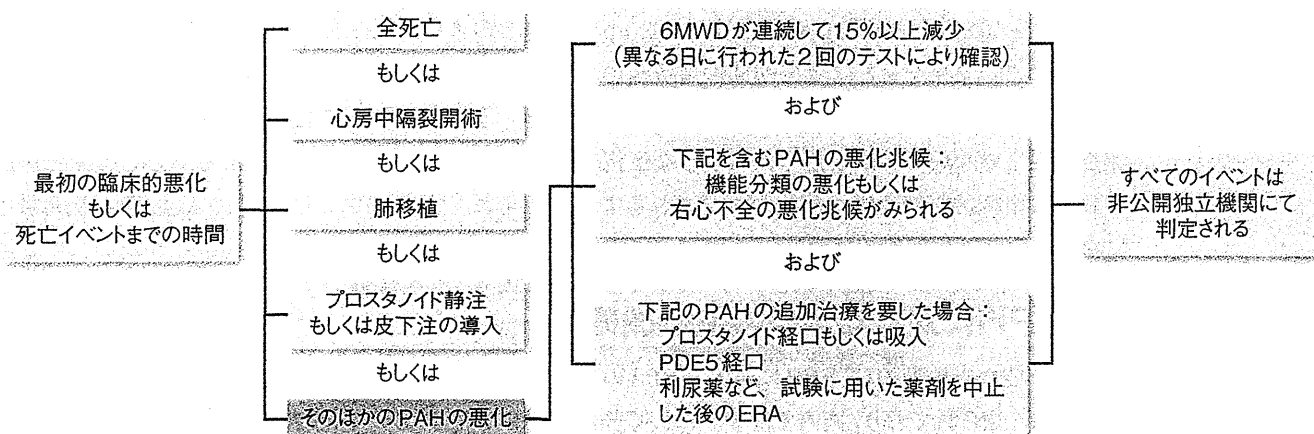 最初の臨床的悪化
もしくは
死亡イベントまでの時間
全死亡
もしくは
心房中隔裂開術
もしくは
肺移植
もしくは
プロスタノイド静注
もしくは皮下注の導入
もしくは
そのほかのPAHの悪化
6MWDが連続して15%以上減少
(異なる日に行われた2回のテストにより確認)
および
下記を含むPAHの悪化兆候：
機能分類の悪化もしくは
右心不全の悪化兆候がみられる
および
下記のPAHの追加治療を要した場合：
プロスタノイド経口もしくは吸入
PDE5経口
利尿薬など、試験に用いた薬剤を中止
した後のERA
すべてのイベントは
非公開独立機関にて
判定される